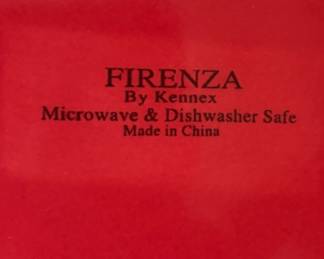 FIRENZA
By Kennex
Microwave & Dishwasher Safe
Made in China